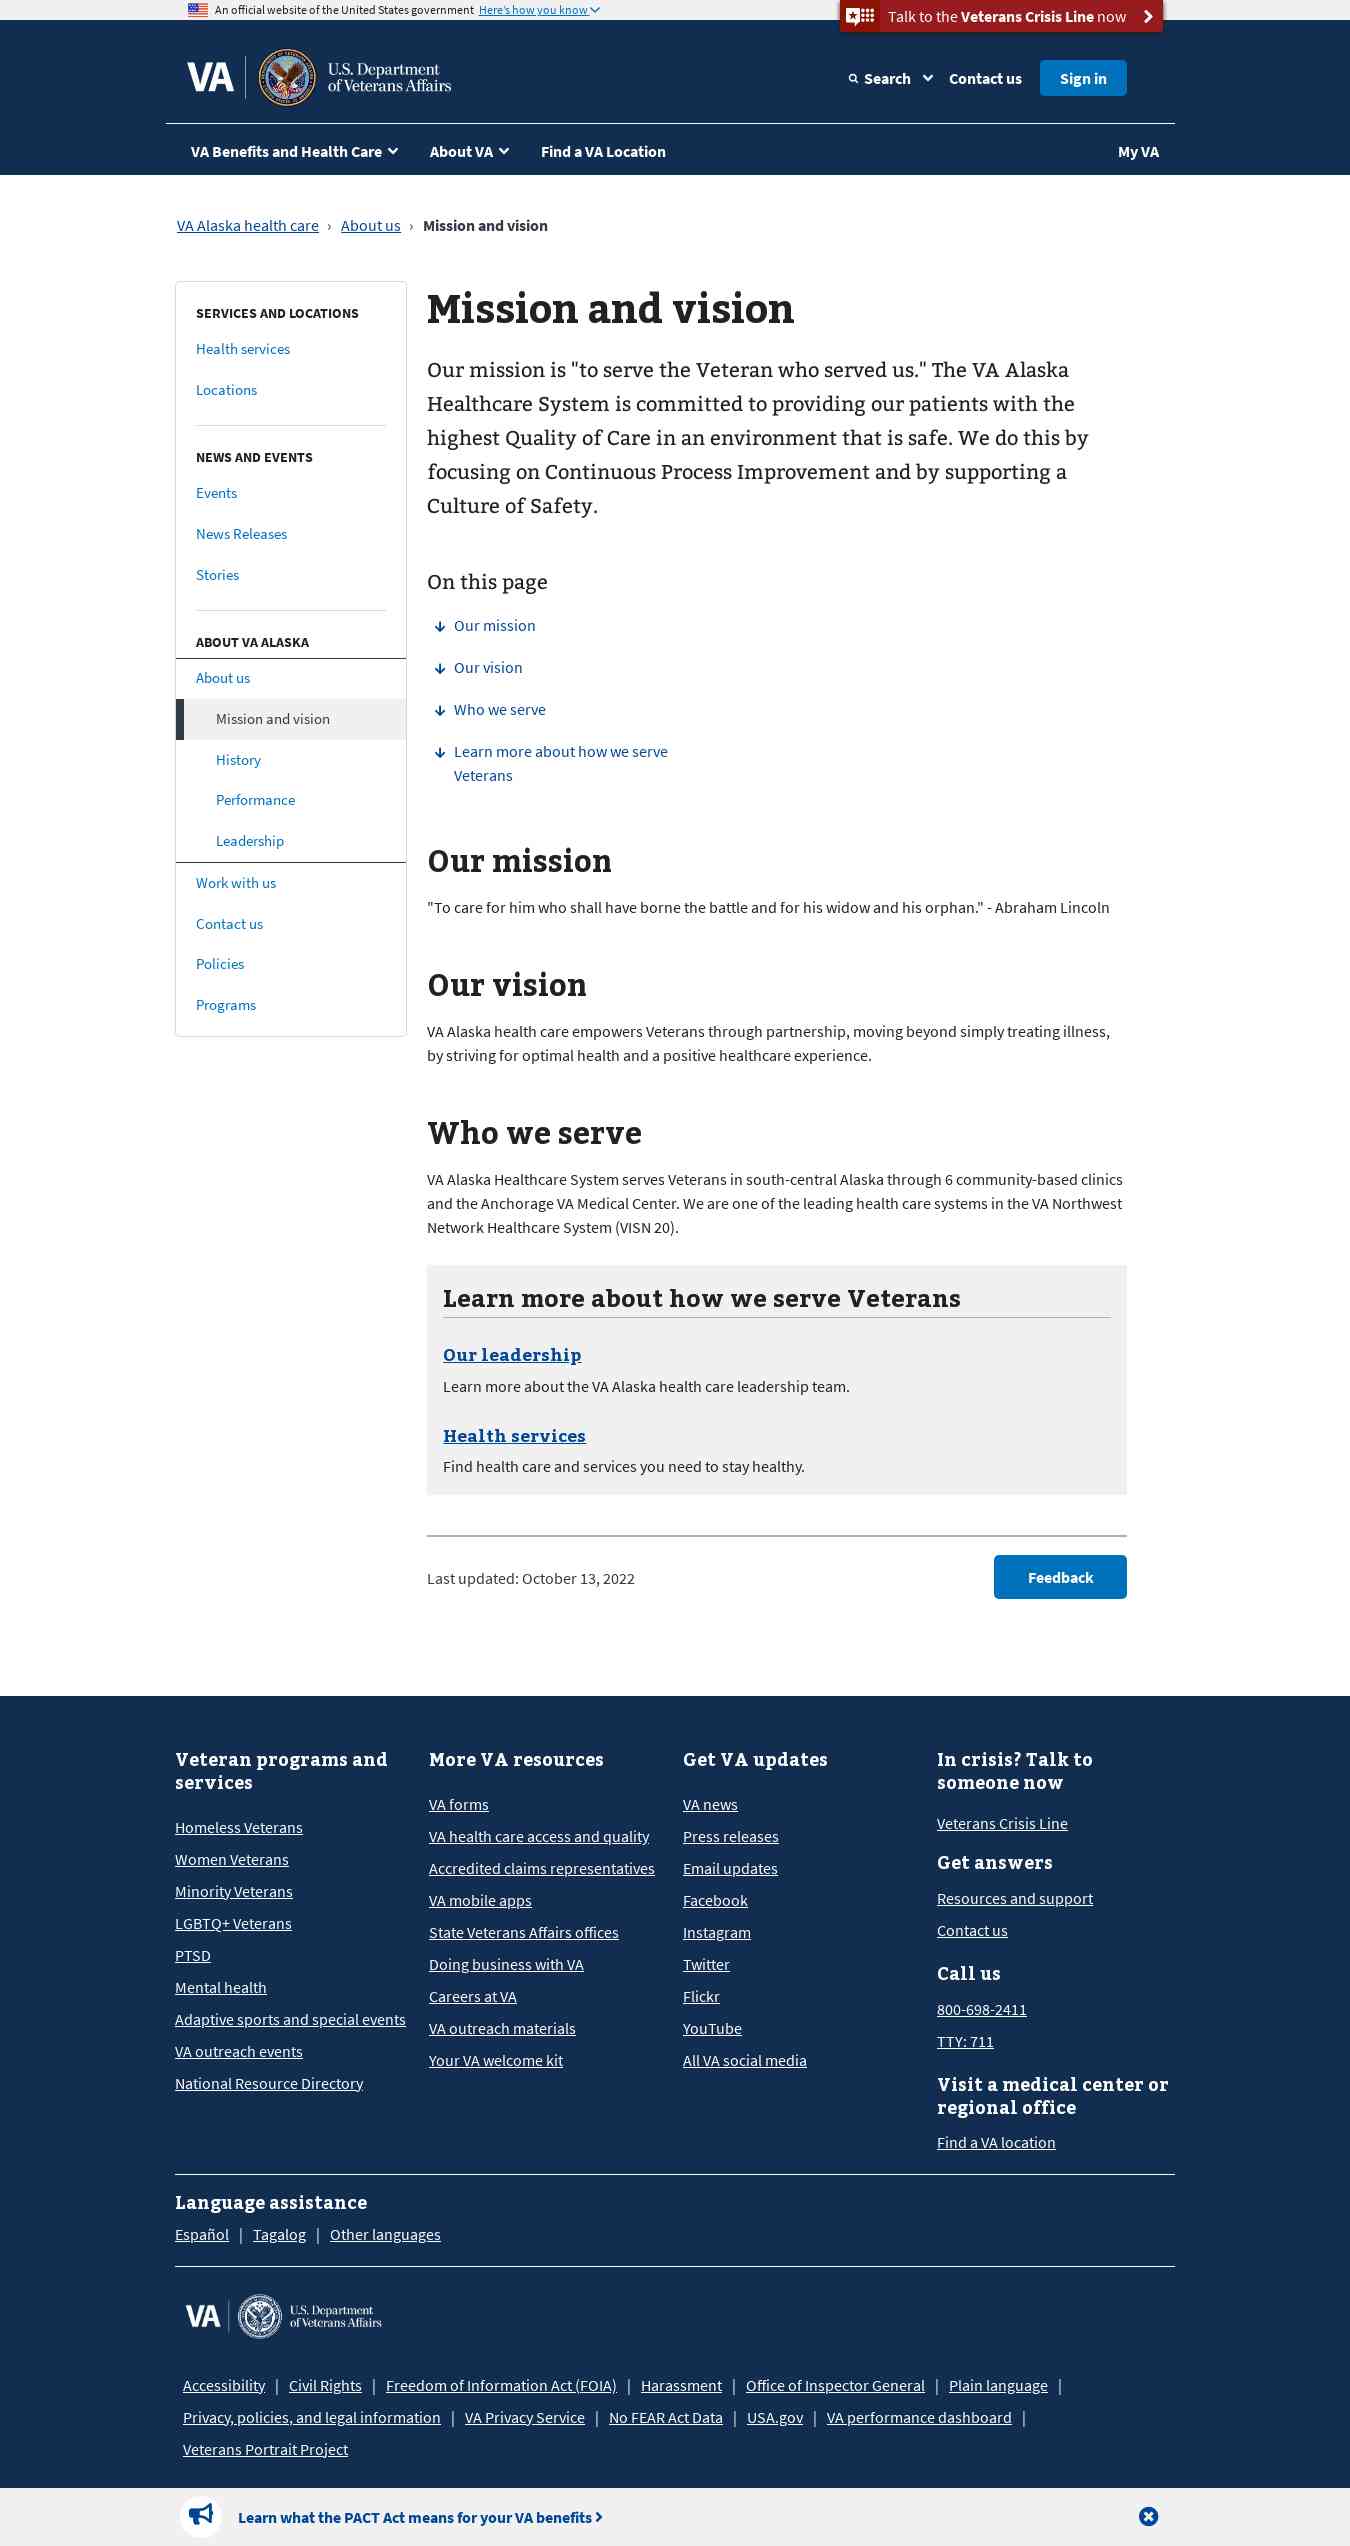 An official website of the United States government Here's how you know
Talk to the Veterans Crisis Line now
VA
U.S. Department
of Veterans Affairs
Search
Contact us
Sign in
VA Benefits and Health Care
About VA
Find a VA Location
My VA
VA Alaska health care › About us › Mission and vision
SERVICES AND LOCATIONS
Health services
Locations
NEWS AND EVENTS
Events
News Releases
Stories
ABOUT VA ALASKA
About us
Mission and vision
History
Performance
Leadership
Work with us
Contact us
Policies
Programs
Mission and vision
Our mission is "to serve the Veteran who served us." The VA Alaska
Healthcare System is committed to providing our patients with the
highest Quality of Care in an environment that is safe. We do this by
focusing on Continuous Process Improvement and by supporting a
Culture of Safety.
On this page
Our mission
Our vision
Who we serve
Learn more about how we serve
Veterans
Our mission
"To care for him who shall have borne the battle and for his widow and his orphan." - Abraham Lincoln
Our vision
VA Alaska health care empowers Veterans through partnership, moving beyond simply treating illness,
by striving for optimal health and a positive healthcare experience.
Who we serve
VA Alaska Healthcare System serves Veterans in south-central Alaska through 6 community-based clinics
and the Anchorage VA Medical Center. We are one of the leading health care systems in the VA Northwest
Network Healthcare System (VISN 20).
Learn more about how we serve Veterans
Our leadership
Learn more about the VA Alaska health care leadership team.
Health services
Find health care and services you need to stay healthy.
Last updated: October 13, 2022
Feedback
Veteran programs and
services
Homeless Veterans
Women Veterans
Minority Veterans
LGBTQ+ Veterans
PTSD
Mental health
Adaptive sports and special events
VA outreach events
National Resource Directory
More VA resources
VA forms
VA health care access and quality
Accredited claims representatives
VA mobile apps
State Veterans Affairs offices
Doing business with VA
Careers at VA
VA outreach materials
Your VA welcome kit
Get VA updates
VA news
Press releases
Email updates
Facebook
Instagram
Twitter
Flickr
YouTube
All VA social media
In crisis? Talk to
someone now
Veterans Crisis Line
Get answers
Resources and support
Contact us
Call us
800-698-2411
TTY: 711
Visit a medical center or
regional office
Find a VA location
Language assistance
Español | Tagalog | Other languages
VA
U.S. Department
of Veterans Affairs
Accessibility | Civil Rights | Freedom of Information Act (FOIA) | Harassment | Office of Inspector General | Plain language |
Privacy, policies, and legal information | VA Privacy Service | No FEAR Act Data | USA.gov | VA performance dashboard |
Veterans Portrait Project
Learn what the PACT Act means for your VA benefits